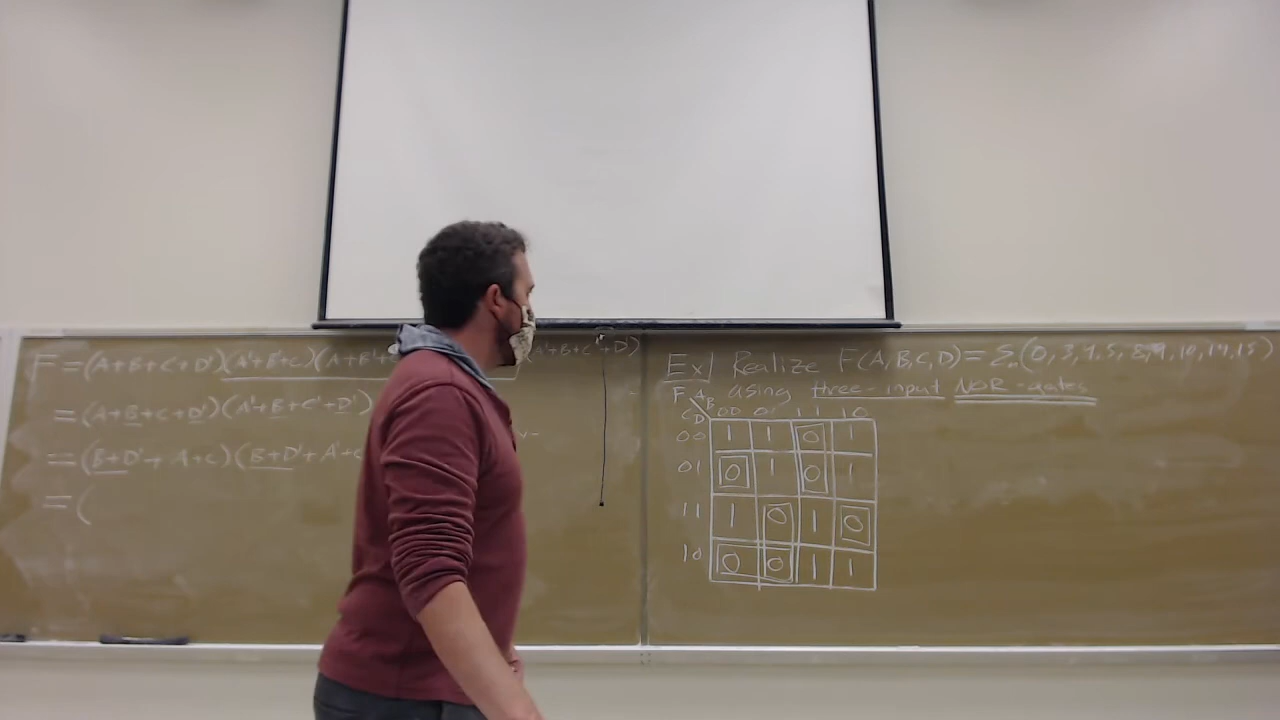 F=(A+B+C+D')(A'+B'+C)(A+B'+ A'+B+C'+D')
=(A+B+C+D')(A'+B+C'+D')
=(B+D'+A+C)(B+D'+A'+C
=(
Ex| Realize F(A,B,C,D)=Σm(0,3,4,5,8,9,10,14,15)
using three-input NOR-gates
F AB
CD 00 01 11 10
00 1 1 0 1
01 0 1 0 1
11 1 0 1 0
10 0 0 1 1